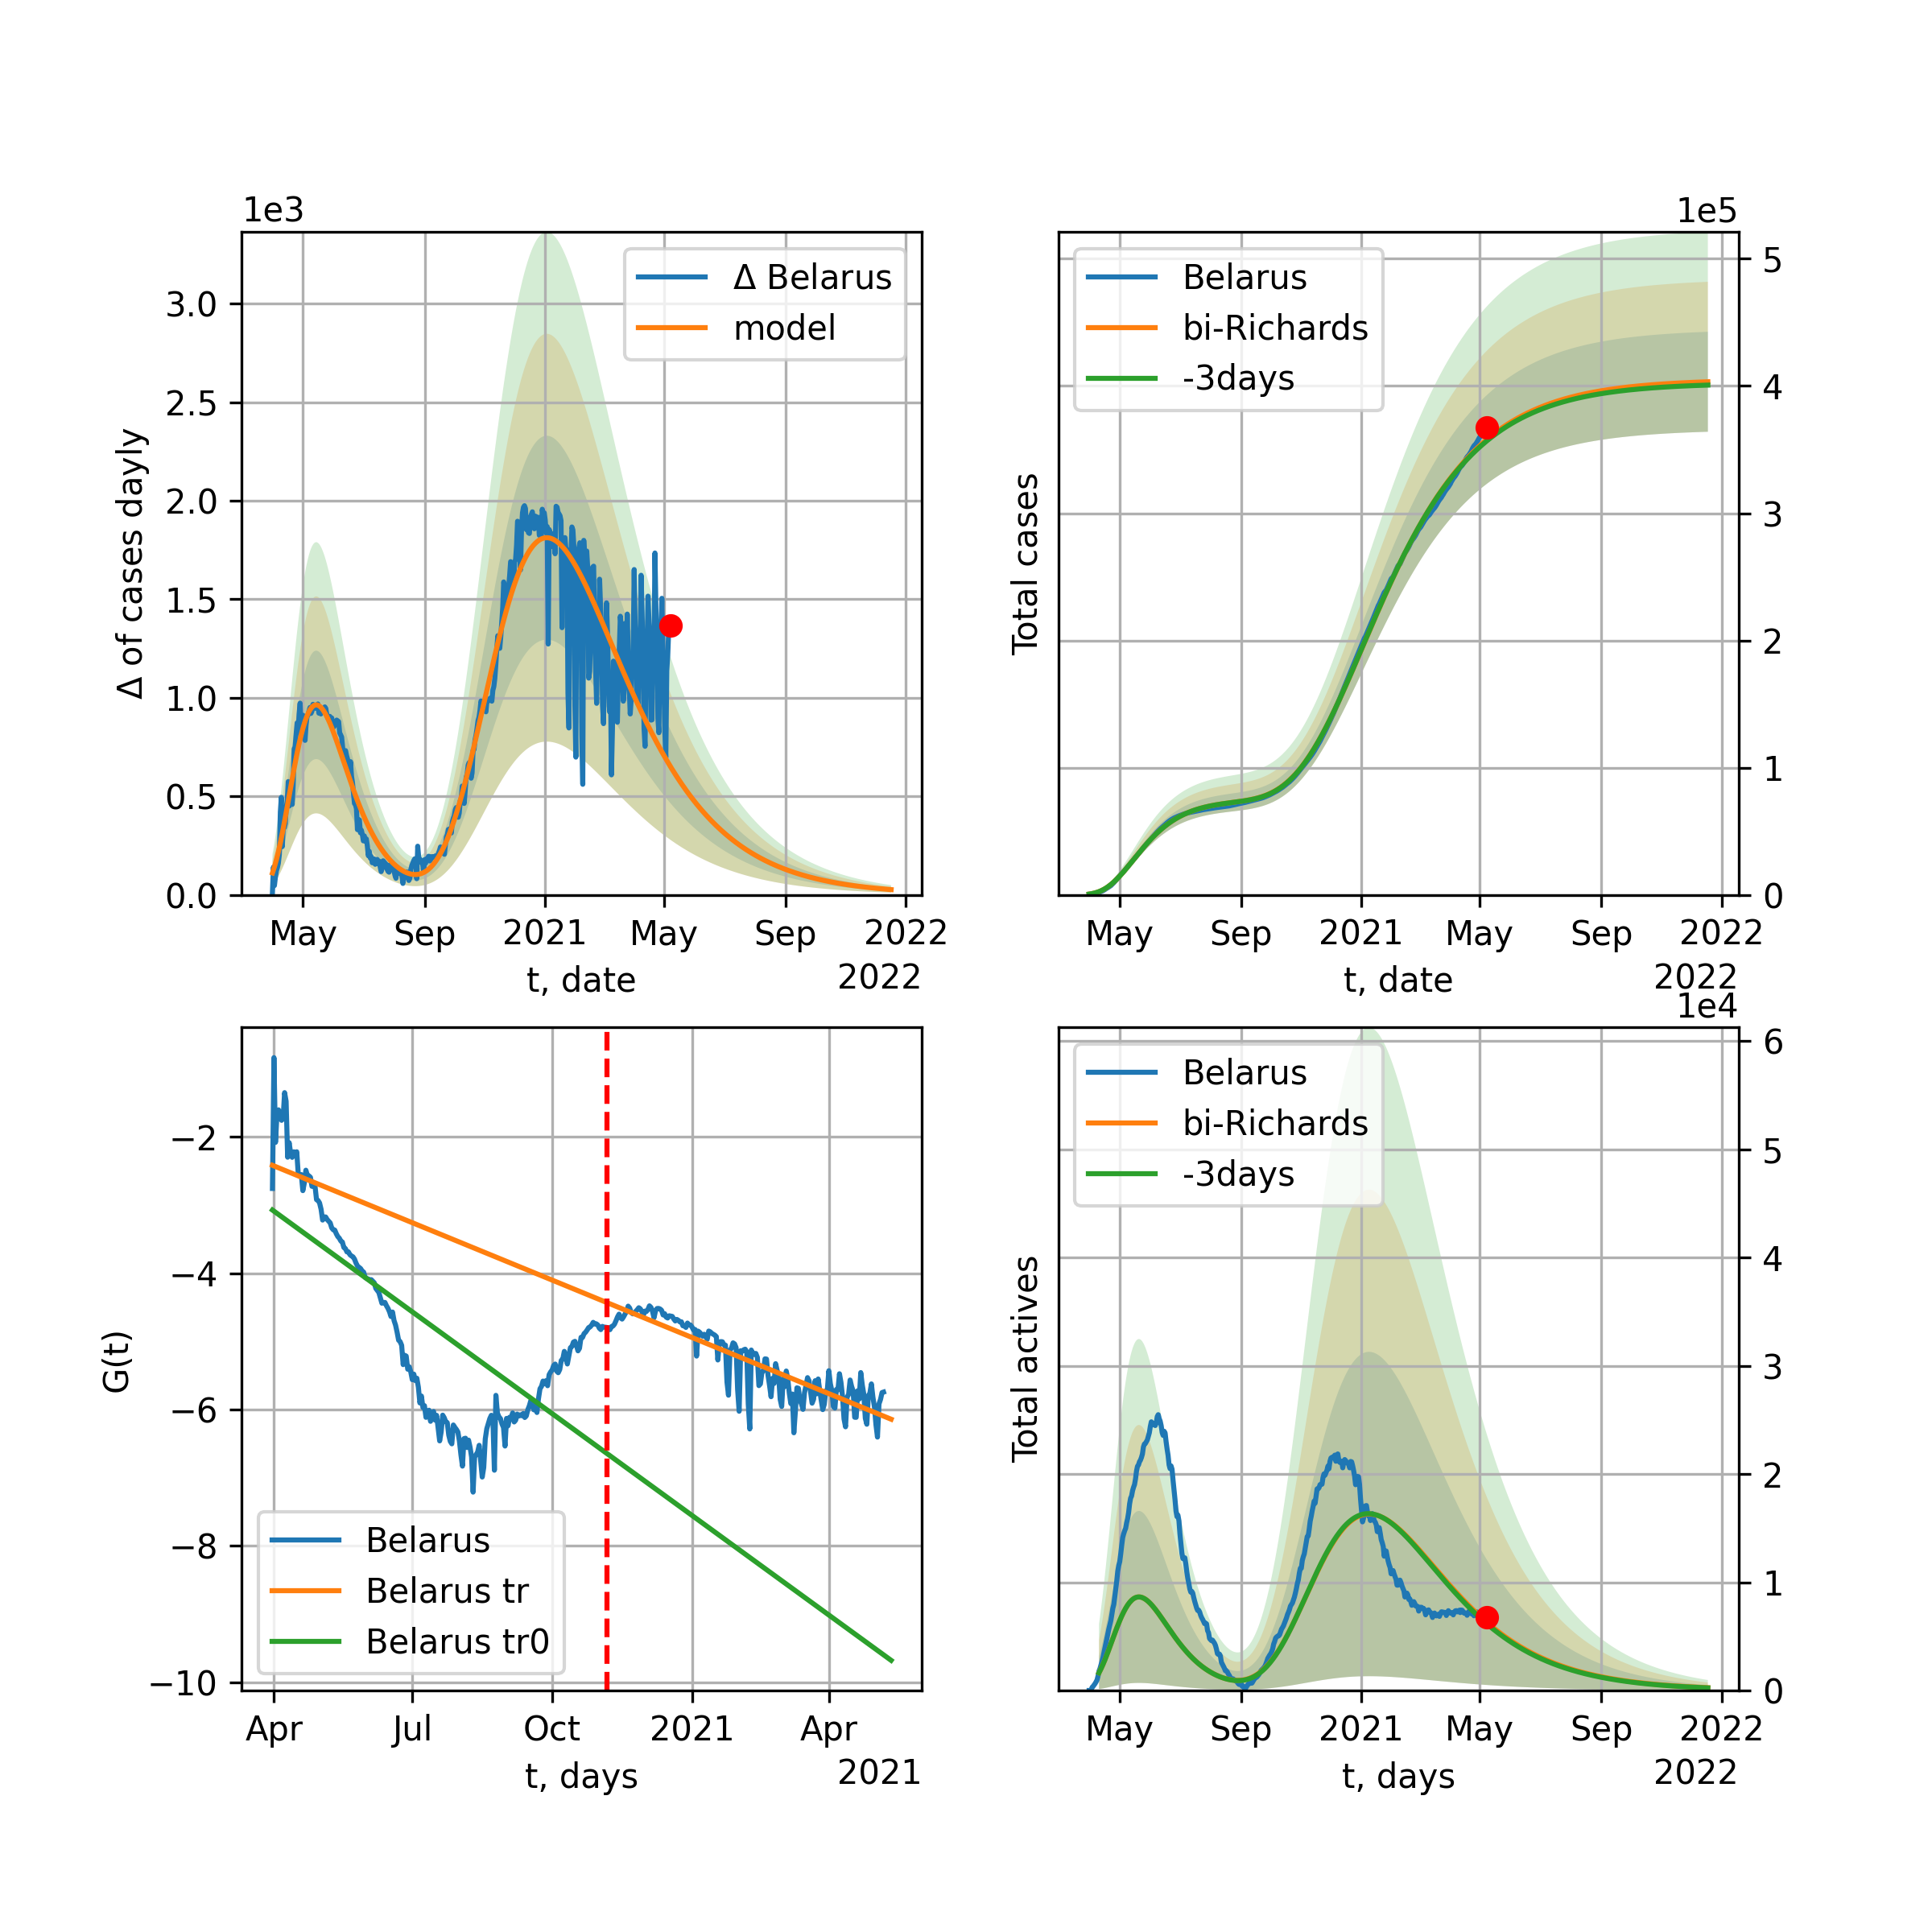 1e3
Δ of cases dayly
3.0
2.5
2.0
1.5
1.0
0.5
0.0
Δ Belarus
model
May Sep 2021 May Sep 2022
t, date
2022
1e5
Total cases
Belarus
bi-Richards
-3days
5
4
3
2
1
0
May Sep 2021 May Sep 2022
t, date
2022
G(t)
−2
−4
−6
−8
−10
Belarus
Belarus tr
Belarus tr0
Apr Jul Oct 2021 Apr
t, days
2021
1e4
Total actives
Belarus
bi-Richards
-3days
6
5
4
3
2
1
0
May Sep 2021 May Sep 2022
t, days
2022